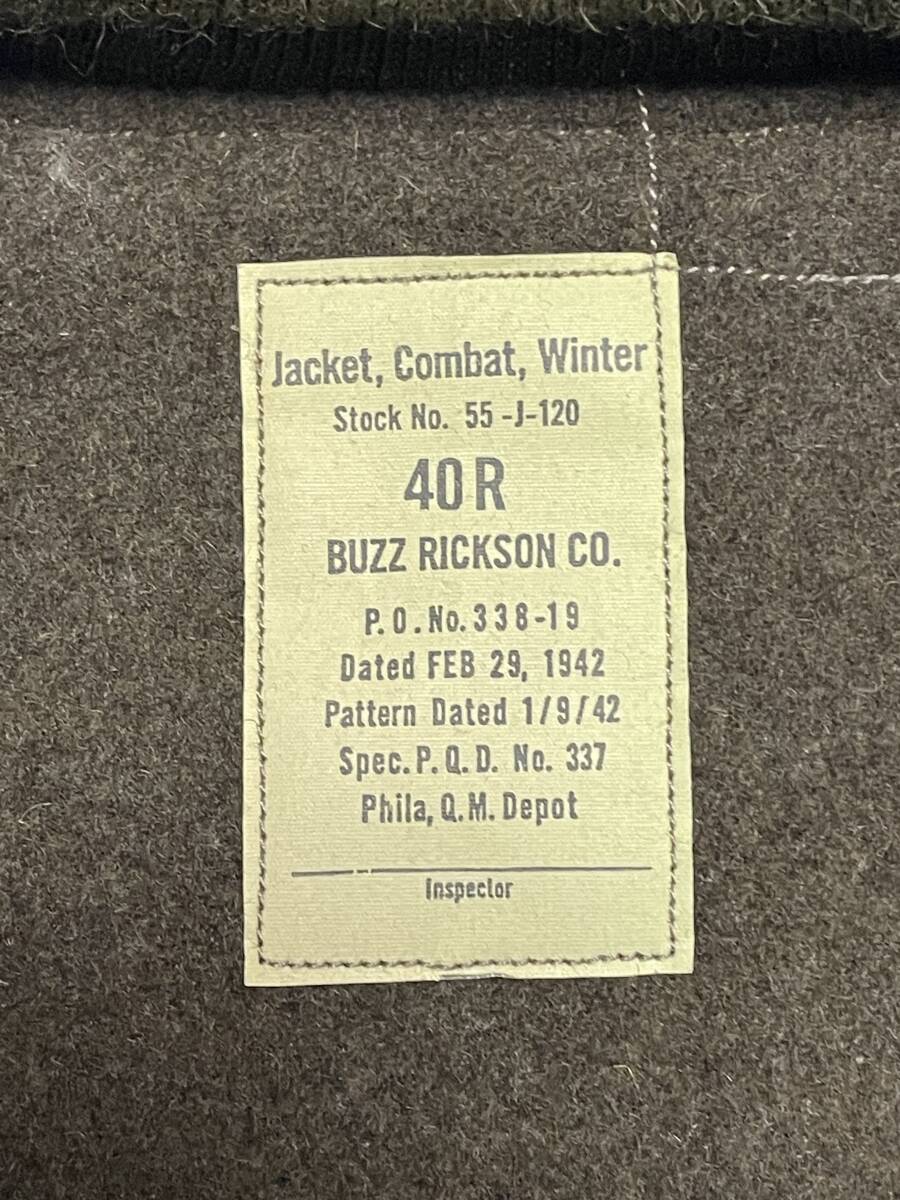 Jacket, Combat, Winter
Stock No. 55-J-120
40R
BUZZ RICKSON CO.
P.O.No.338-19
Dated FEB 29, 1942
Pattern Dated 1/9/42
Spec.P.Q.D. No. 337
Phila, Q.M. Depot
Inspector